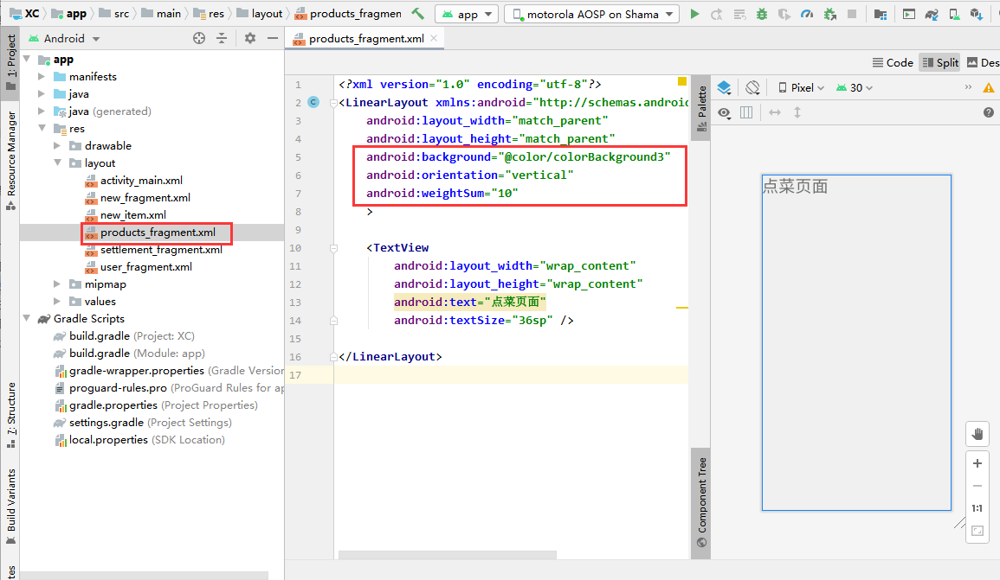 XC app src main res layout products_fragmen app motorola AOSP on Shama
1: Project
Resource Manager
7: Structure
Build Variants
Android
app
manifests
java
java (generated)
res
drawable
layout
activity_main.xml
new_fragment.xml
new_item.xml
products_fragment.xml
settlement_fragment.xml
user_fragment.xml
mipmap
values
Gradle Scripts
build.gradle (Project: XC)
build.gradle (Module: app)
gradle-wrapper.properties (Gradle Version
proguard-rules.pro (ProGuard Rules for ap
gradle.properties (Project Properties)
settings.gradle (Project Settings)
local.properties (SDK Location)
products_fragment.xml
Code Split Des
1 <?xml version="1.0" encoding="utf-8"?>
2 C <LinearLayout xmlns:android="http://schemas.android
3 android:layout_width="match_parent"
4 android:layout_height="match_parent"
5 android:background="@color/colorBackground3"
6 android:orientation="vertical"
7 android:weightSum="10"
8 >
9
10 <TextView
11 android:layout_width="wrap_content"
12 android:layout_height="wrap_content"
13 android:text="点菜页面"
14 android:textSize="36sp" />
15
16 </LinearLayout>
17
Palette
Component Tree
Pixel 30
点菜页面
1:1